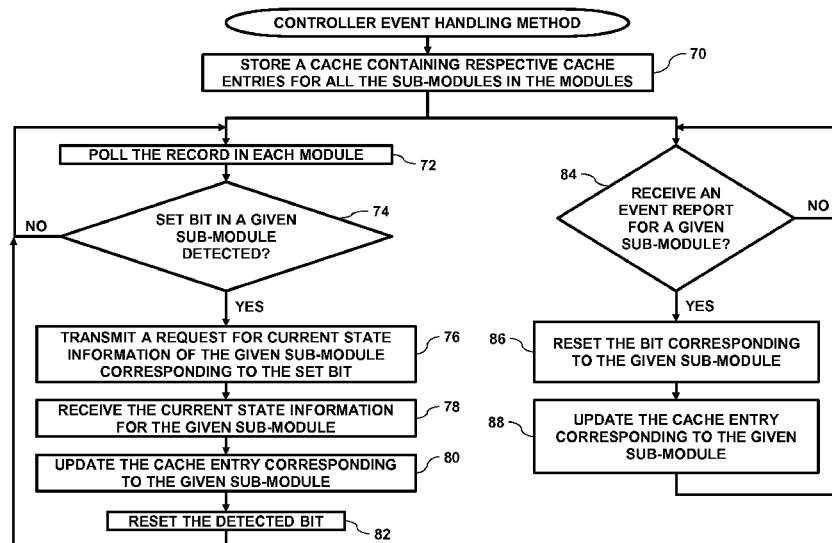 CONTROLLER EVENT HANDLING METHOD
STORE A CACHE CONTAINING RESPECTIVE CACHE
ENTRIES FOR ALL THE SUB-MODULES IN THE MODULES
70
POLL THE RECORD IN EACH MODULE
72
SET BIT IN A GIVEN
SUB-MODULE
DETECTED?
74
NO
YES
TRANSMIT A REQUEST FOR CURRENT STATE
INFORMATION OF THE GIVEN SUB-MODULE
CORRESPONDING TO THE SET BIT
76
RECEIVE THE CURRENT STATE INFORMATION
FOR THE GIVEN SUB-MODULE
78
UPDATE THE CACHE ENTRY CORRESPONDING
TO THE GIVEN SUB-MODULE
80
RESET THE DETECTED BIT
82
84
RECEIVE AN
EVENT REPORT
FOR A GIVEN
SUB-MODULE?
NO
YES
86
RESET THE BIT CORRESPONDING
TO THE GIVEN SUB-MODULE
88
UPDATE THE CACHE ENTRY
CORRESPONDING TO THE GIVEN
SUB-MODULE